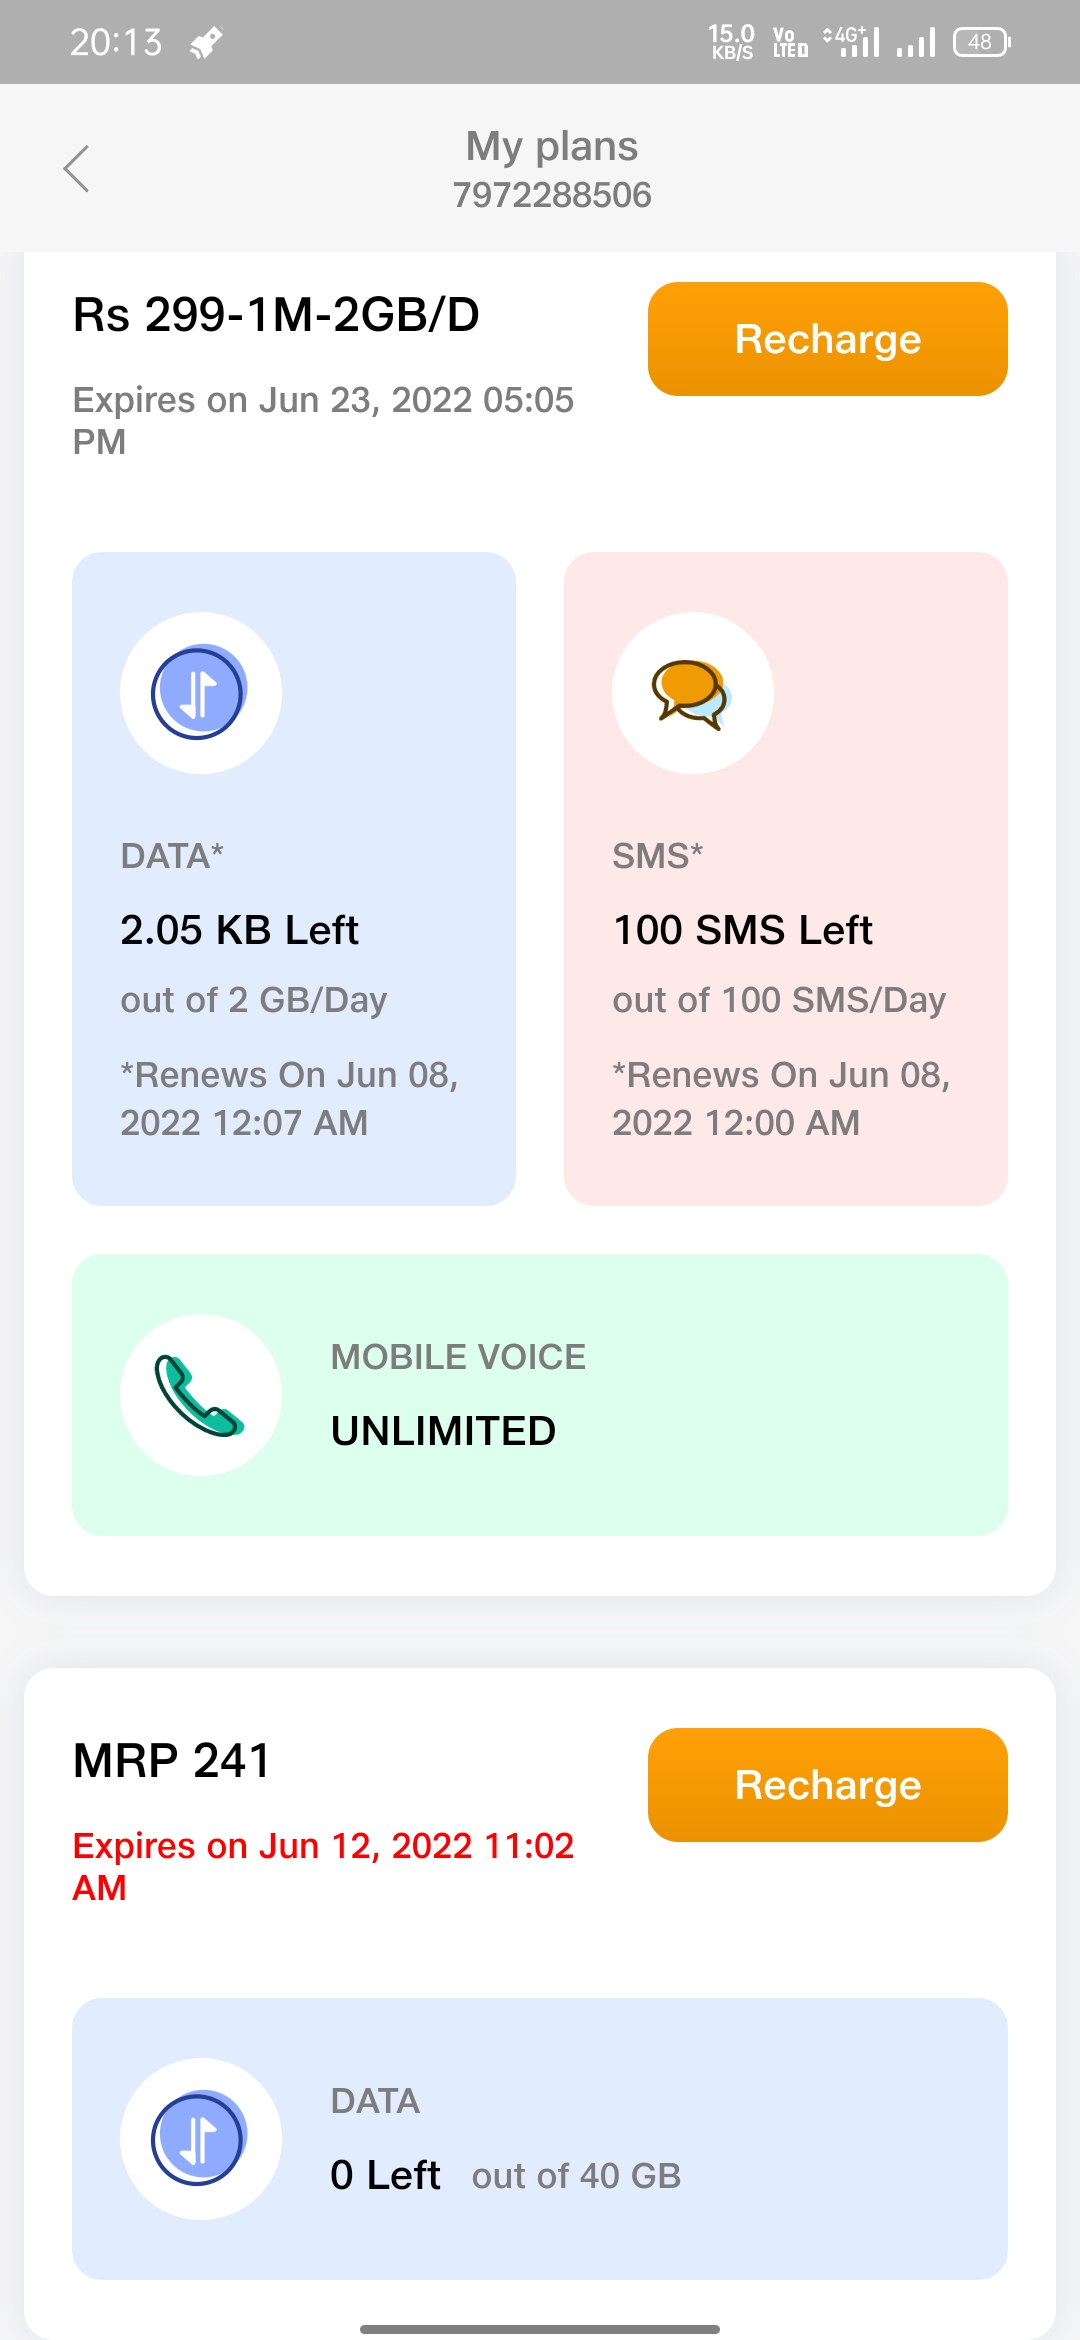 20:13
15.0
KB/S
Vo
LTED
4G+
48
My plans
7972288506
Rs 299-1M-2GB/D
Recharge
Expires on Jun 23, 2022 05:05
PM
DATA*
2.05 KB Left
out of 2 GB/Day
*Renews On Jun 08,
2022 12:07 AM
SMS*
100 SMS Left
out of 100 SMS/Day
*Renews On Jun 08,
2022 12:00 AM
MOBILE VOICE
UNLIMITED
MRP 241
Recharge
Expires on Jun 12, 2022 11:02
AM
DATA
0 Left out of 40 GB